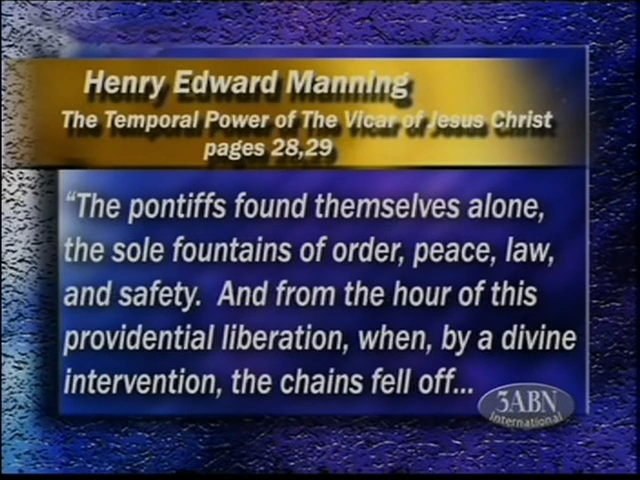 Henry Edward Manning
The Temporal Power of The Vicar of Jesus Christ
pages 28,29
“The pontiffs found themselves alone,
the sole fountains of order, peace, law,
and safety.  And from the hour of this
providential liberation, when, by a divine
intervention, the chains fell off...
3ABN
International